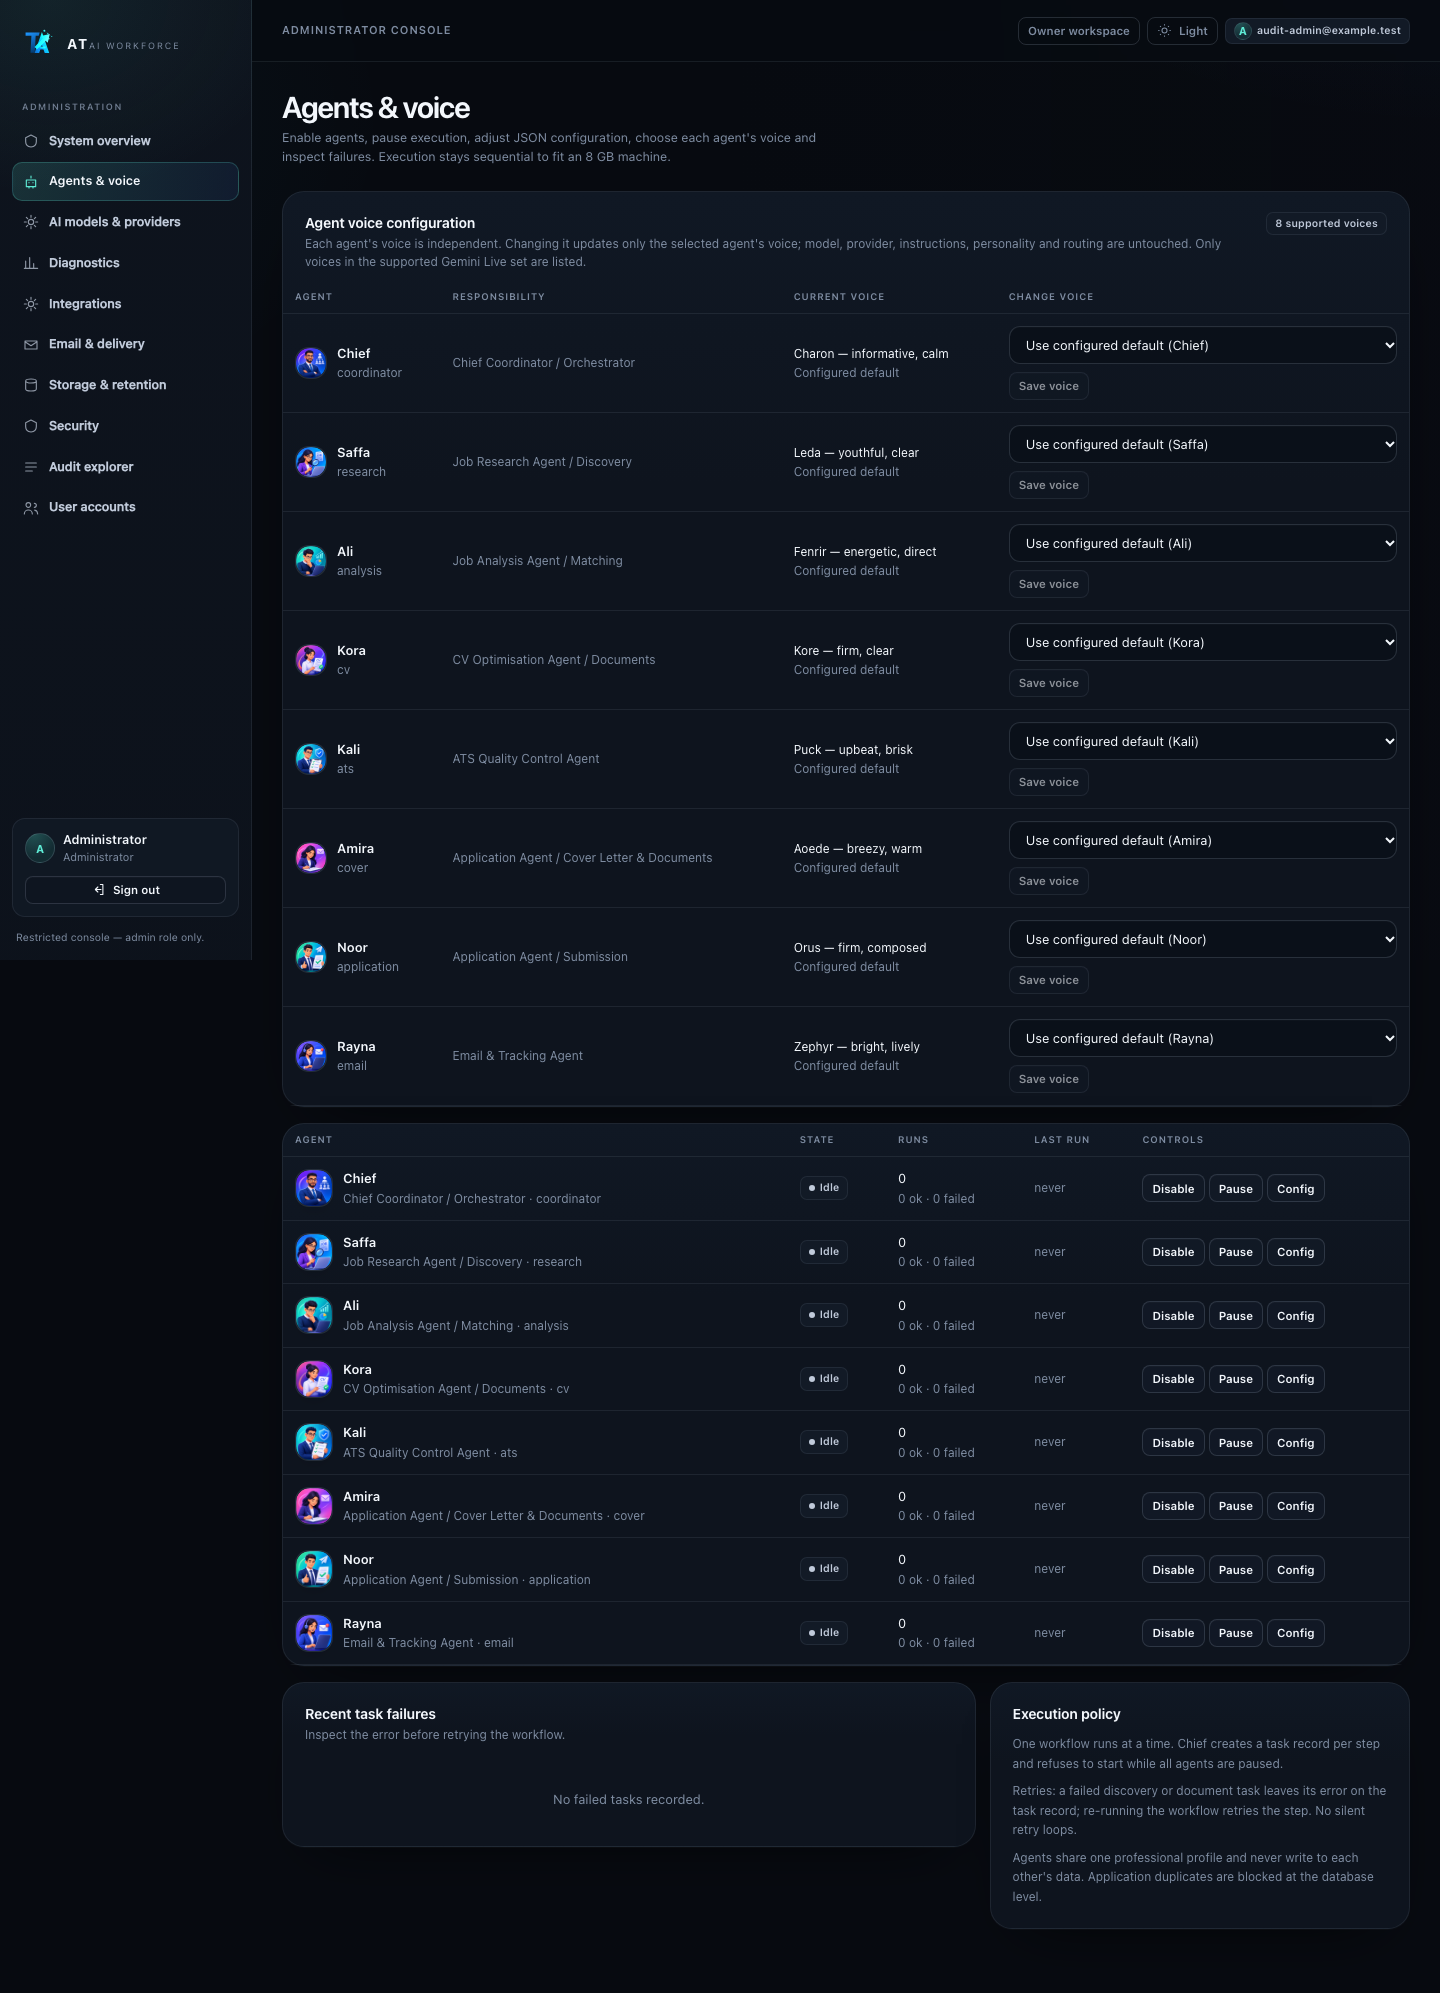 AT AI WORKFORCE
ADMINISTRATION
System overview
Agents & voice
AI models & providers
Diagnostics
Integrations
Email & delivery
Storage & retention
Security
Audit explorer
User accounts
A
Administrator
Administrator
Sign out
Restricted console — admin role only.
ADMINISTRATOR CONSOLE
Owner workspace
Light
A audit-admin@example.test
Agents & voice
Enable agents, pause execution, adjust JSON configuration, choose each agent's voice and
inspect failures. Execution stays sequential to fit an 8 GB machine.
Agent voice configuration
8 supported voices
Each agent's voice is independent. Changing it updates only the selected agent's voice; model, provider, instructions, personality and routing are untouched. Only
voices in the supported Gemini Live set are listed.
AGENT RESPONSIBILITY CURRENT VOICE CHANGE VOICE
Chief
coordinator
Chief Coordinator / Orchestrator
Charon — informative, calm
Configured default
Use configured default (Chief)
Save voice
Saffa
research
Job Research Agent / Discovery
Leda — youthful, clear
Configured default
Use configured default (Saffa)
Save voice
Ali
analysis
Job Analysis Agent / Matching
Fenrir — energetic, direct
Configured default
Use configured default (Ali)
Save voice
Kora
cv
CV Optimisation Agent / Documents
Kore — firm, clear
Configured default
Use configured default (Kora)
Save voice
Kali
ats
ATS Quality Control Agent
Puck — upbeat, brisk
Configured default
Use configured default (Kali)
Save voice
Amira
cover
Application Agent / Cover Letter & Documents
Aoede — breezy, warm
Configured default
Use configured default (Amira)
Save voice
Noor
application
Application Agent / Submission
Orus — firm, composed
Configured default
Use configured default (Noor)
Save voice
Rayna
email
Email & Tracking Agent
Zephyr — bright, lively
Configured default
Use configured default (Rayna)
Save voice
AGENT STATE RUNS LAST RUN CONTROLS
Chief
Chief Coordinator / Orchestrator · coordinator
Idle
0
0 ok · 0 failed
never
Disable Pause Config
Saffa
Job Research Agent / Discovery · research
Idle
0
0 ok · 0 failed
never
Disable Pause Config
Ali
Job Analysis Agent / Matching · analysis
Idle
0
0 ok · 0 failed
never
Disable Pause Config
Kora
CV Optimisation Agent / Documents · cv
Idle
0
0 ok · 0 failed
never
Disable Pause Config
Kali
ATS Quality Control Agent · ats
Idle
0
0 ok · 0 failed
never
Disable Pause Config
Amira
Application Agent / Cover Letter & Documents · cover
Idle
0
0 ok · 0 failed
never
Disable Pause Config
Noor
Application Agent / Submission · application
Idle
0
0 ok · 0 failed
never
Disable Pause Config
Rayna
Email & Tracking Agent · email
Idle
0
0 ok · 0 failed
never
Disable Pause Config
Recent task failures
Inspect the error before retrying the workflow.
No failed tasks recorded.
Execution policy
One workflow runs at a time. Chief creates a task record per step
and refuses to start while all agents are paused.
Retries: a failed discovery or document task leaves its error on the
task record; re-running the workflow retries the step. No silent
retry loops.
Agents share one professional profile and never write to each
other's data. Application duplicates are blocked at the database
level.